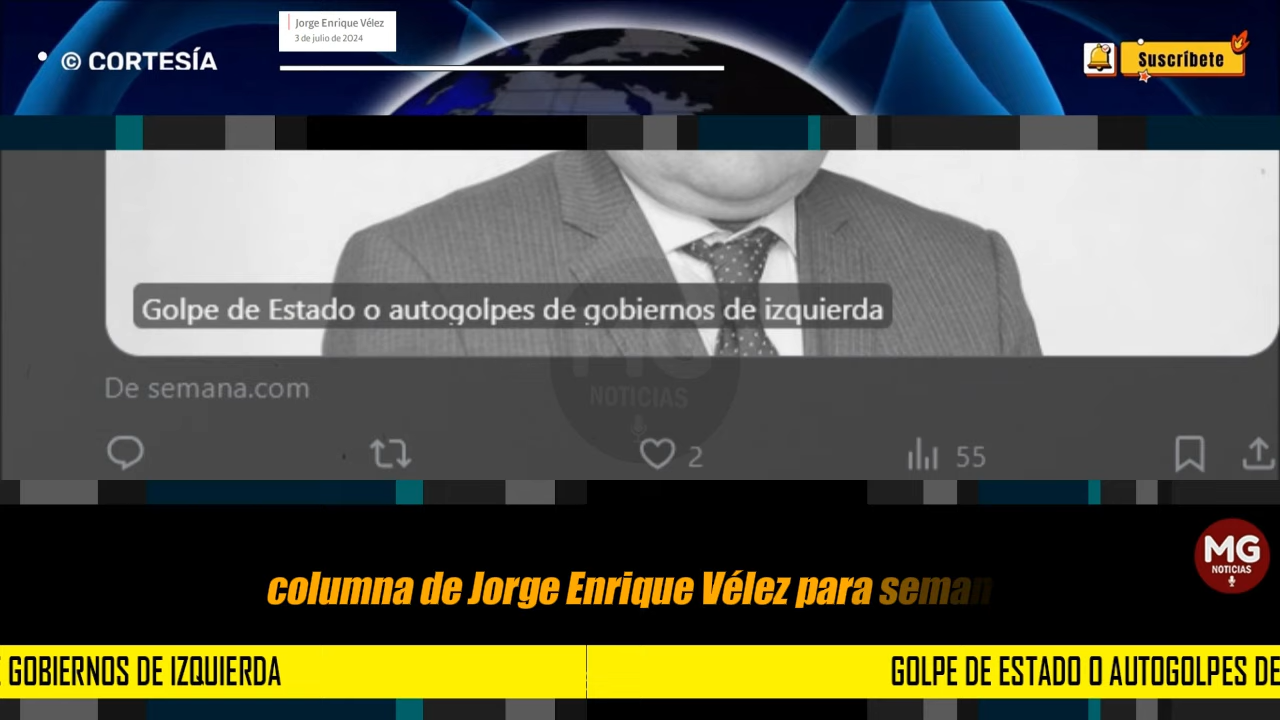 Jorge Enrique Vélez
3 de julio de 2024
© CORTESÍA
Suscríbete
Golpe de Estado o autogolpes de gobiernos de izquierda
MG
NOTICIAS
De semana.com
2
55
MG
NOTICIAS
columna de Jorge Enrique Vélez para seman
GOBIERNOS DE IZQUIERDA
GOLPE DE ESTADO O AUTOGOLPES DE